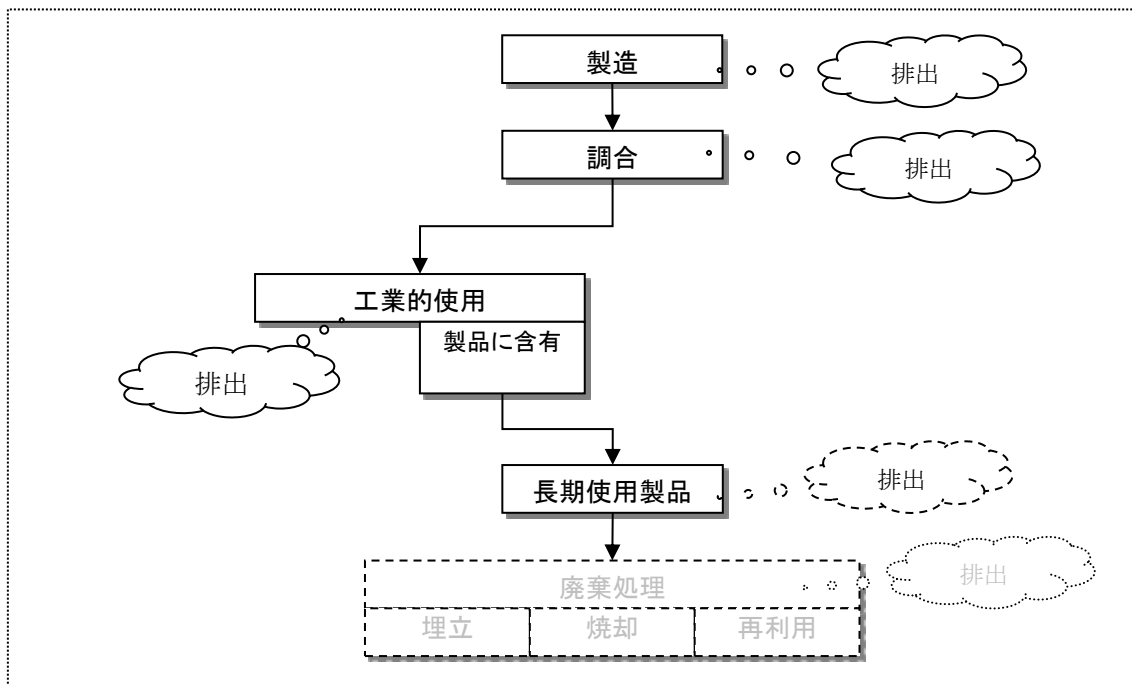 製造
排出
調合
排出
工業的使用
製品に含有
排出
長期使用製品
排出
廃棄処理
排出
埋立
焼却
再利用